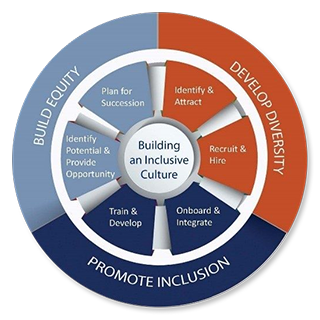 BUILD EQUITY
DEVELOP DIVERSITY
PROMOTE INCLUSION
Plan for
Succession
Identify &
Attract
Recruit &
Hire
Onboard &
Integrate
Train &
Develop
Identify
Potential &
Provide
Opportunity
Building
an Inclusive
Culture